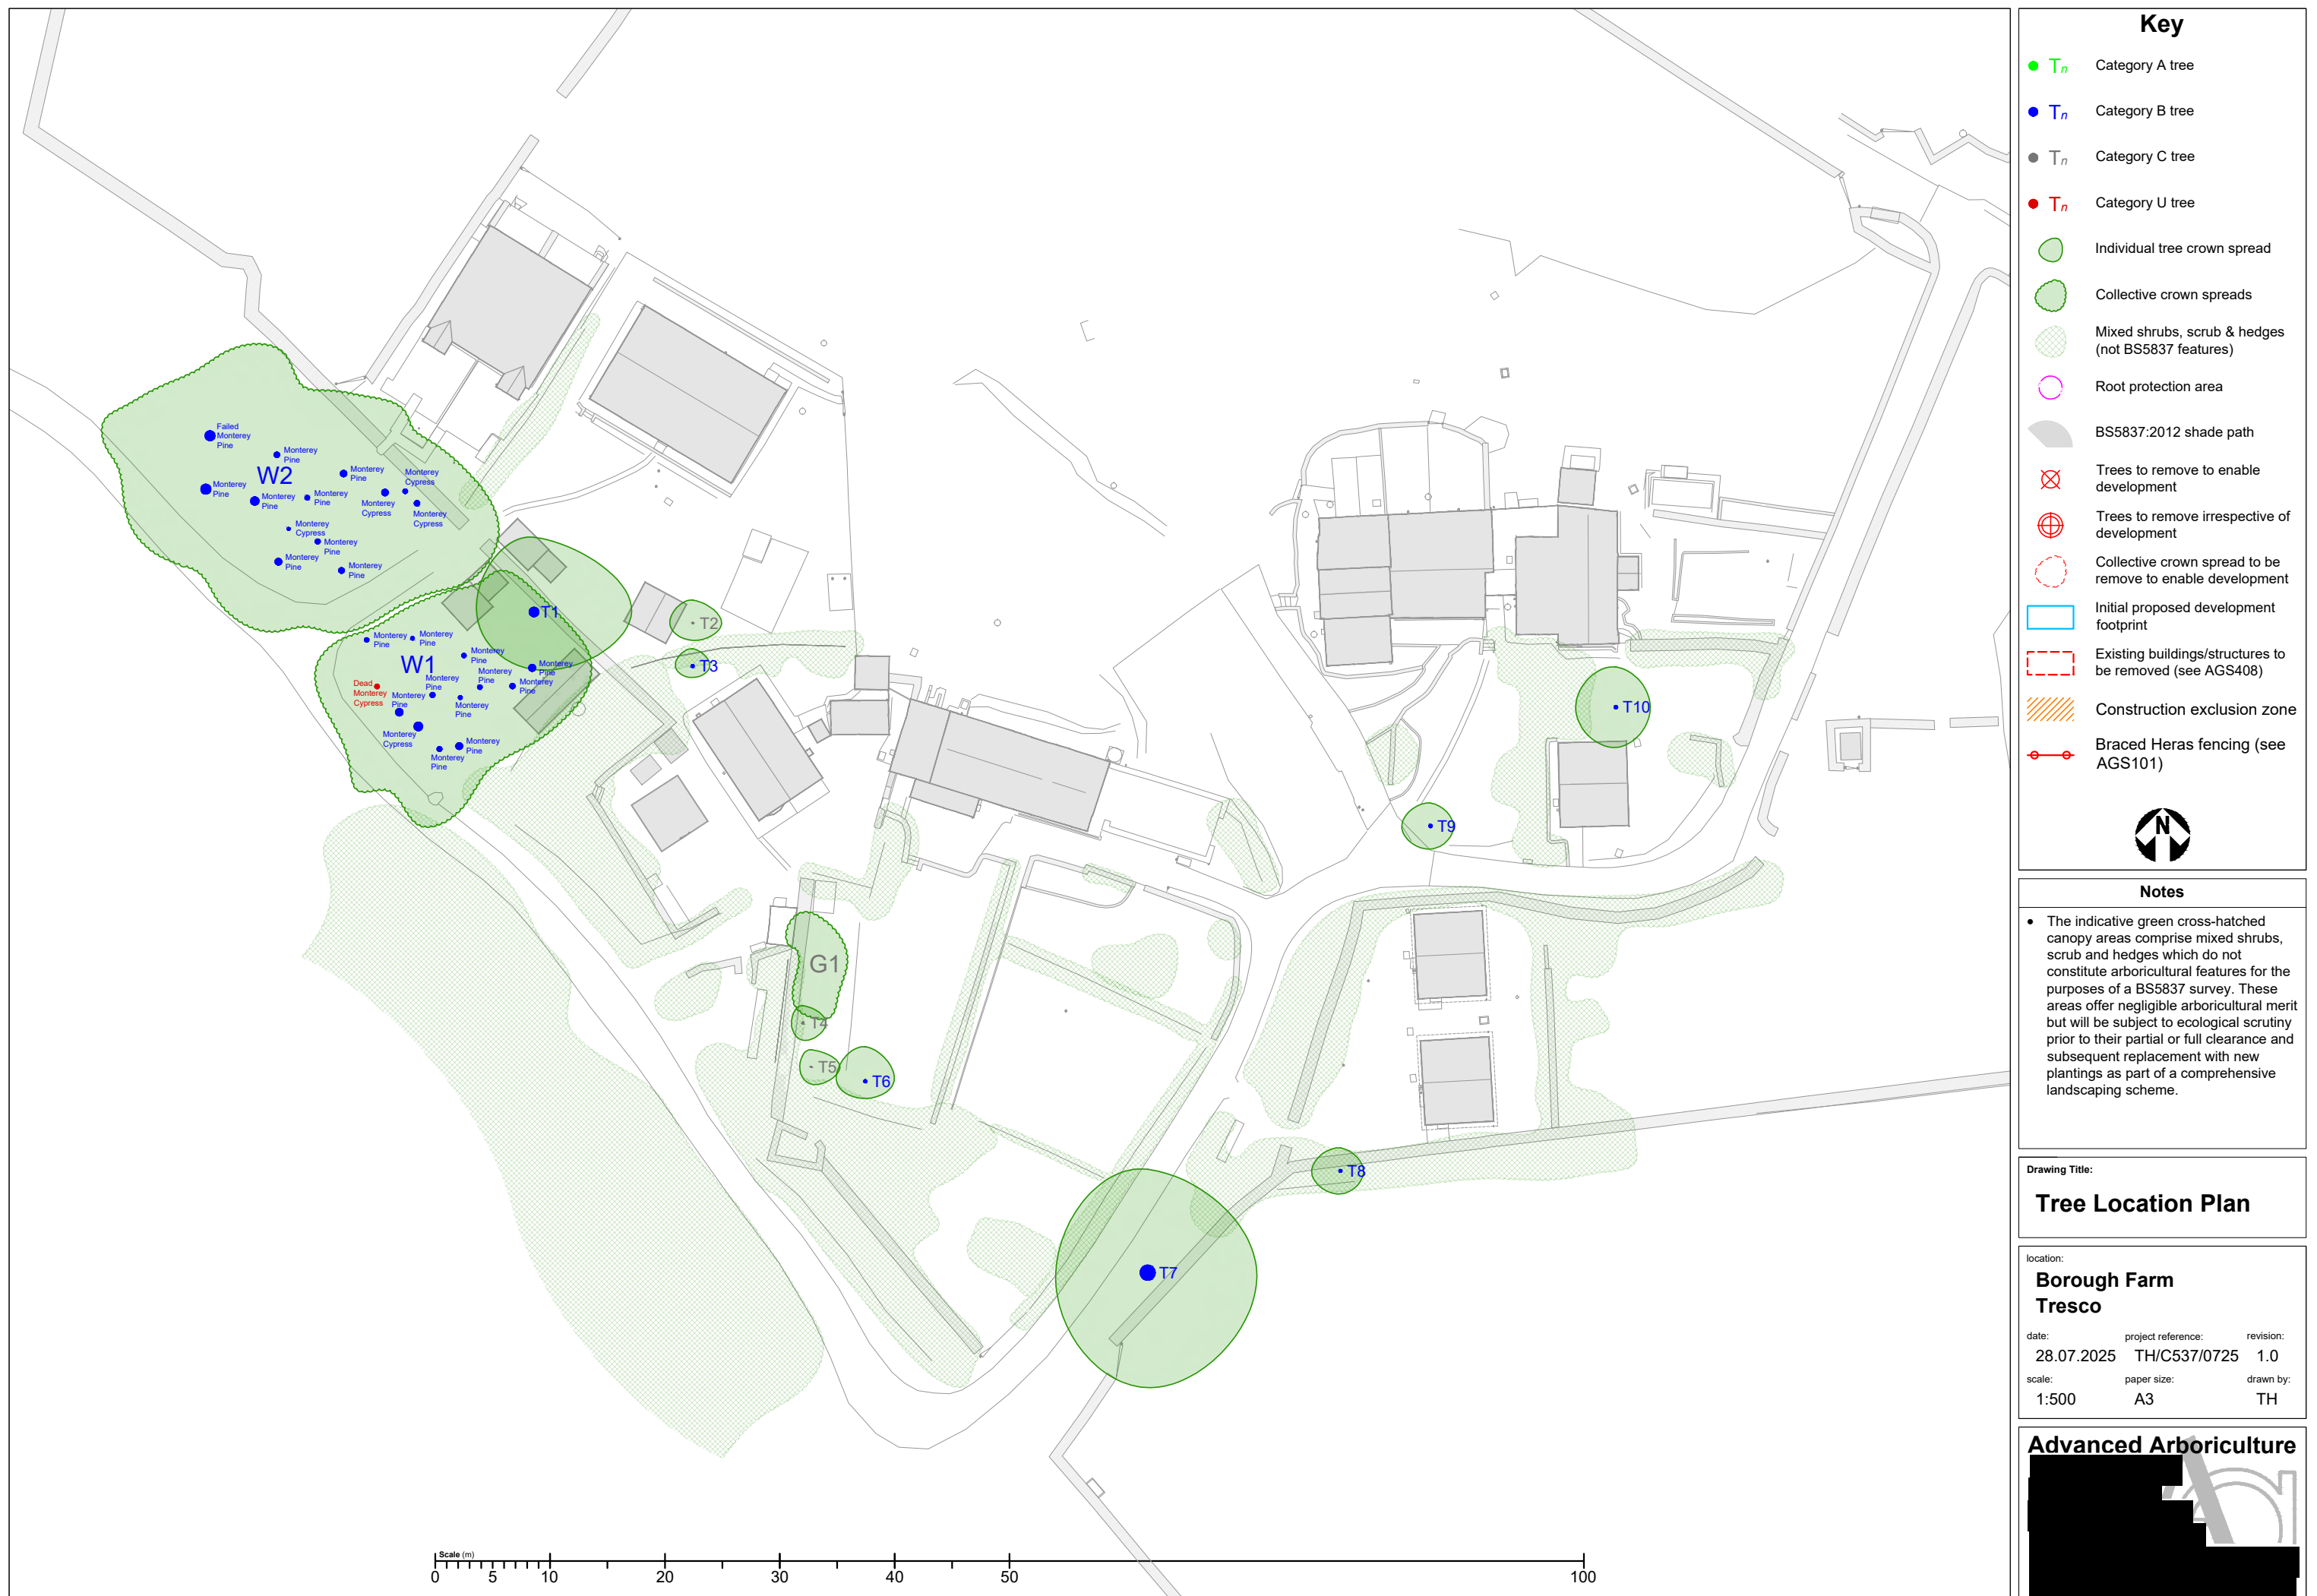 Failed
Monterey
Pine
Monterey
Pine
W2
Monterey
Pine
Monterey
Cypress
Monterey
Pine
Monterey
Pine
Monterey
Pine
Monterey
Cypress
Monterey
Cypress
Monterey
Cypress
Monterey
Pine
Monterey
Pine
Monterey
Pine
T1
T2
T3
Monterey
Pine
Monterey
Pine
W1
Monterey
Pine
Monterey
Pine
Monterey
Pine
Monterey
Pine
Monterey
Pine
Dead
Monterey
Cypress
Monterey
Pine
Monterey
Pine
Monterey
Cypress
Monterey
Pine
Monterey
Pine
T10
T9
G1
T4
T5
T6
T8
T7
Scale (m)
0 5 10 20 30 40 50 100
Key
Tn Category A tree
Tn Category B tree
Tn Category C tree
Tn Category U tree
Individual tree crown spread
Collective crown spreads
Mixed shrubs, scrub & hedges
(not BS5837 features)
Root protection area
BS5837:2012 shade path
Trees to remove to enable
development
Trees to remove irrespective of
development
Collective crown spread to be
remove to enable development
Initial proposed development
footprint
Existing buildings/structures to
be removed (see AGS408)
Construction exclusion zone
Braced Heras fencing (see
AGS101)
N
Notes
• The indicative green cross-hatched
canopy areas comprise mixed shrubs,
scrub and hedges which do not
constitute arboricultural features for the
purposes of a BS5837 survey. These
areas offer negligible arboricultural merit
but will be subject to ecological scrutiny
prior to their partial or full clearance and
subsequent replacement with new
plantings as part of a comprehensive
landscaping scheme.
Drawing Title:
Tree Location Plan
location:
Borough Farm
Tresco
date: project reference: revision:
28.07.2025 TH/C537/0725 1.0
scale: paper size: drawn by:
1:500 A3 TH
Advanced Arboriculture